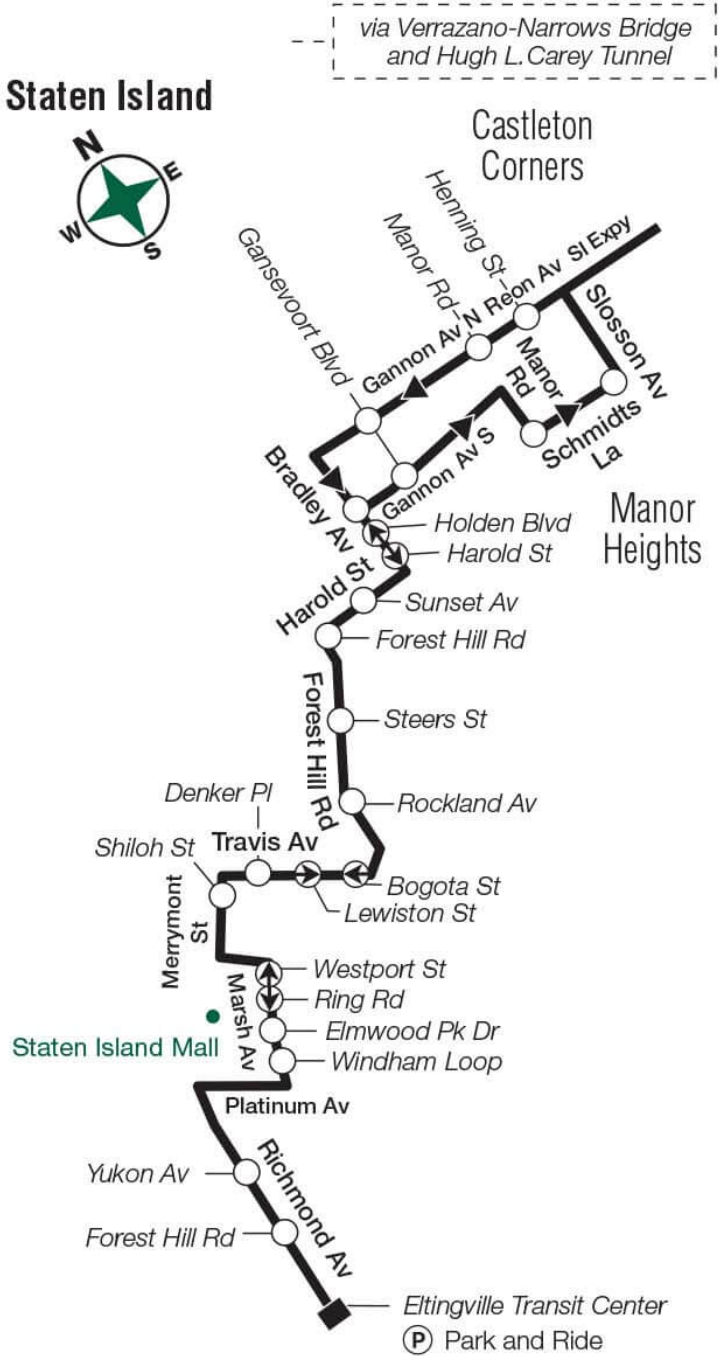 via Verrazano-Narrows Bridge
and Hugh L. Carey Tunnel
Staten Island
N
E
W
S
Castleton
Corners
Henning St
Manor Rd
Gansevoort Blvd
Gannon Av N
Reon Av
SI Expy
Slosson Av
Manor
Rd
Schmidts
La
Gannon Av S
Bradley Av
Manor
Heights
Holden Blvd
Harold St
Harold St
Sunset Av
Forest Hill Rd
Forest Hill Rd
Steers St
Rockland Av
Denker Pl
Travis Av
Shiloh St
Bogota St
Lewiston St
Merrymont
St
Westport St
Ring Rd
Marsh Av
Elmwood Pk Dr
Staten Island Mall
Windham Loop
Platinum Av
Richmond Av
Yukon Av
Forest Hill Rd
Eltingville Transit Center
P Park and Ride